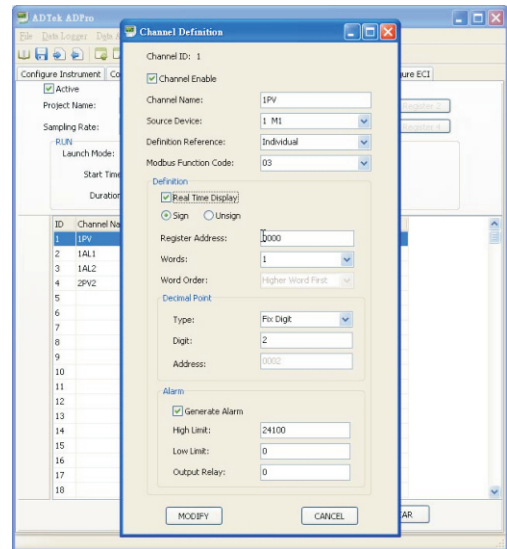 ADTek ADPro
Channel Definition
File Data Logger
Channel ID: 1
Channel Enable
Configure Instrument
Active
Project Name:
Sampling Rate:
RUN
Launch Mode:
Start Time
Duration
Channel Name: 1PV
Source Device: 1 M1
Definition Reference: Individual
Modbus Function Code: 03
Register 2
Register 4
Definition
Real Time Display
Sign Unsign
Register Address: 0000
Words: 1
Word Order: Higher Word First
Decimal Point
Type: Fix Digit
Digit: 2
Address: 0002
Alarm
Generate Alarm
High Limit: 24100
Low Limit: 0
Output Relay: 0
MODIFY CANCEL
ID Channel Na
1 1PV
2 1AL1
3 1AL2
4 2PV2
5
6
7
8
9
10
11
12
13
14
15
16
17
18